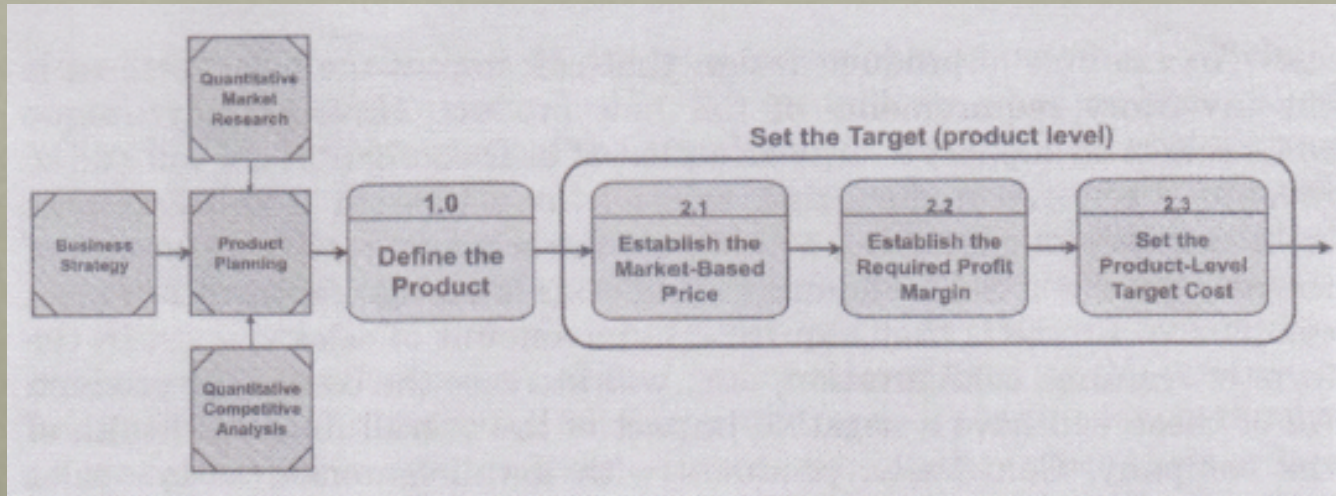 Quantitative
Market
Research
Set the Target (product level)
Business
Strategy
Product
Planning
1.0
Define the
Product
2.1
Establish the
Market-Based
Price
2.2
Establish the
Required Profit
Margin
2.3
Set the
Product-Level
Target Cost
Quantitative
Competitive
Analysis